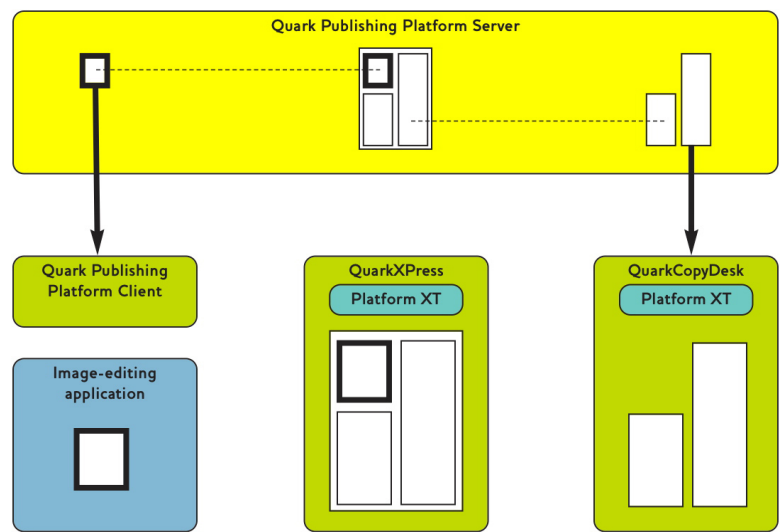 Quark Publishing Platform Server
Quark Publishing
Platform Client
QuarkXPress
Platform XT
QuarkCopyDesk
Platform XT
Image-editing
application